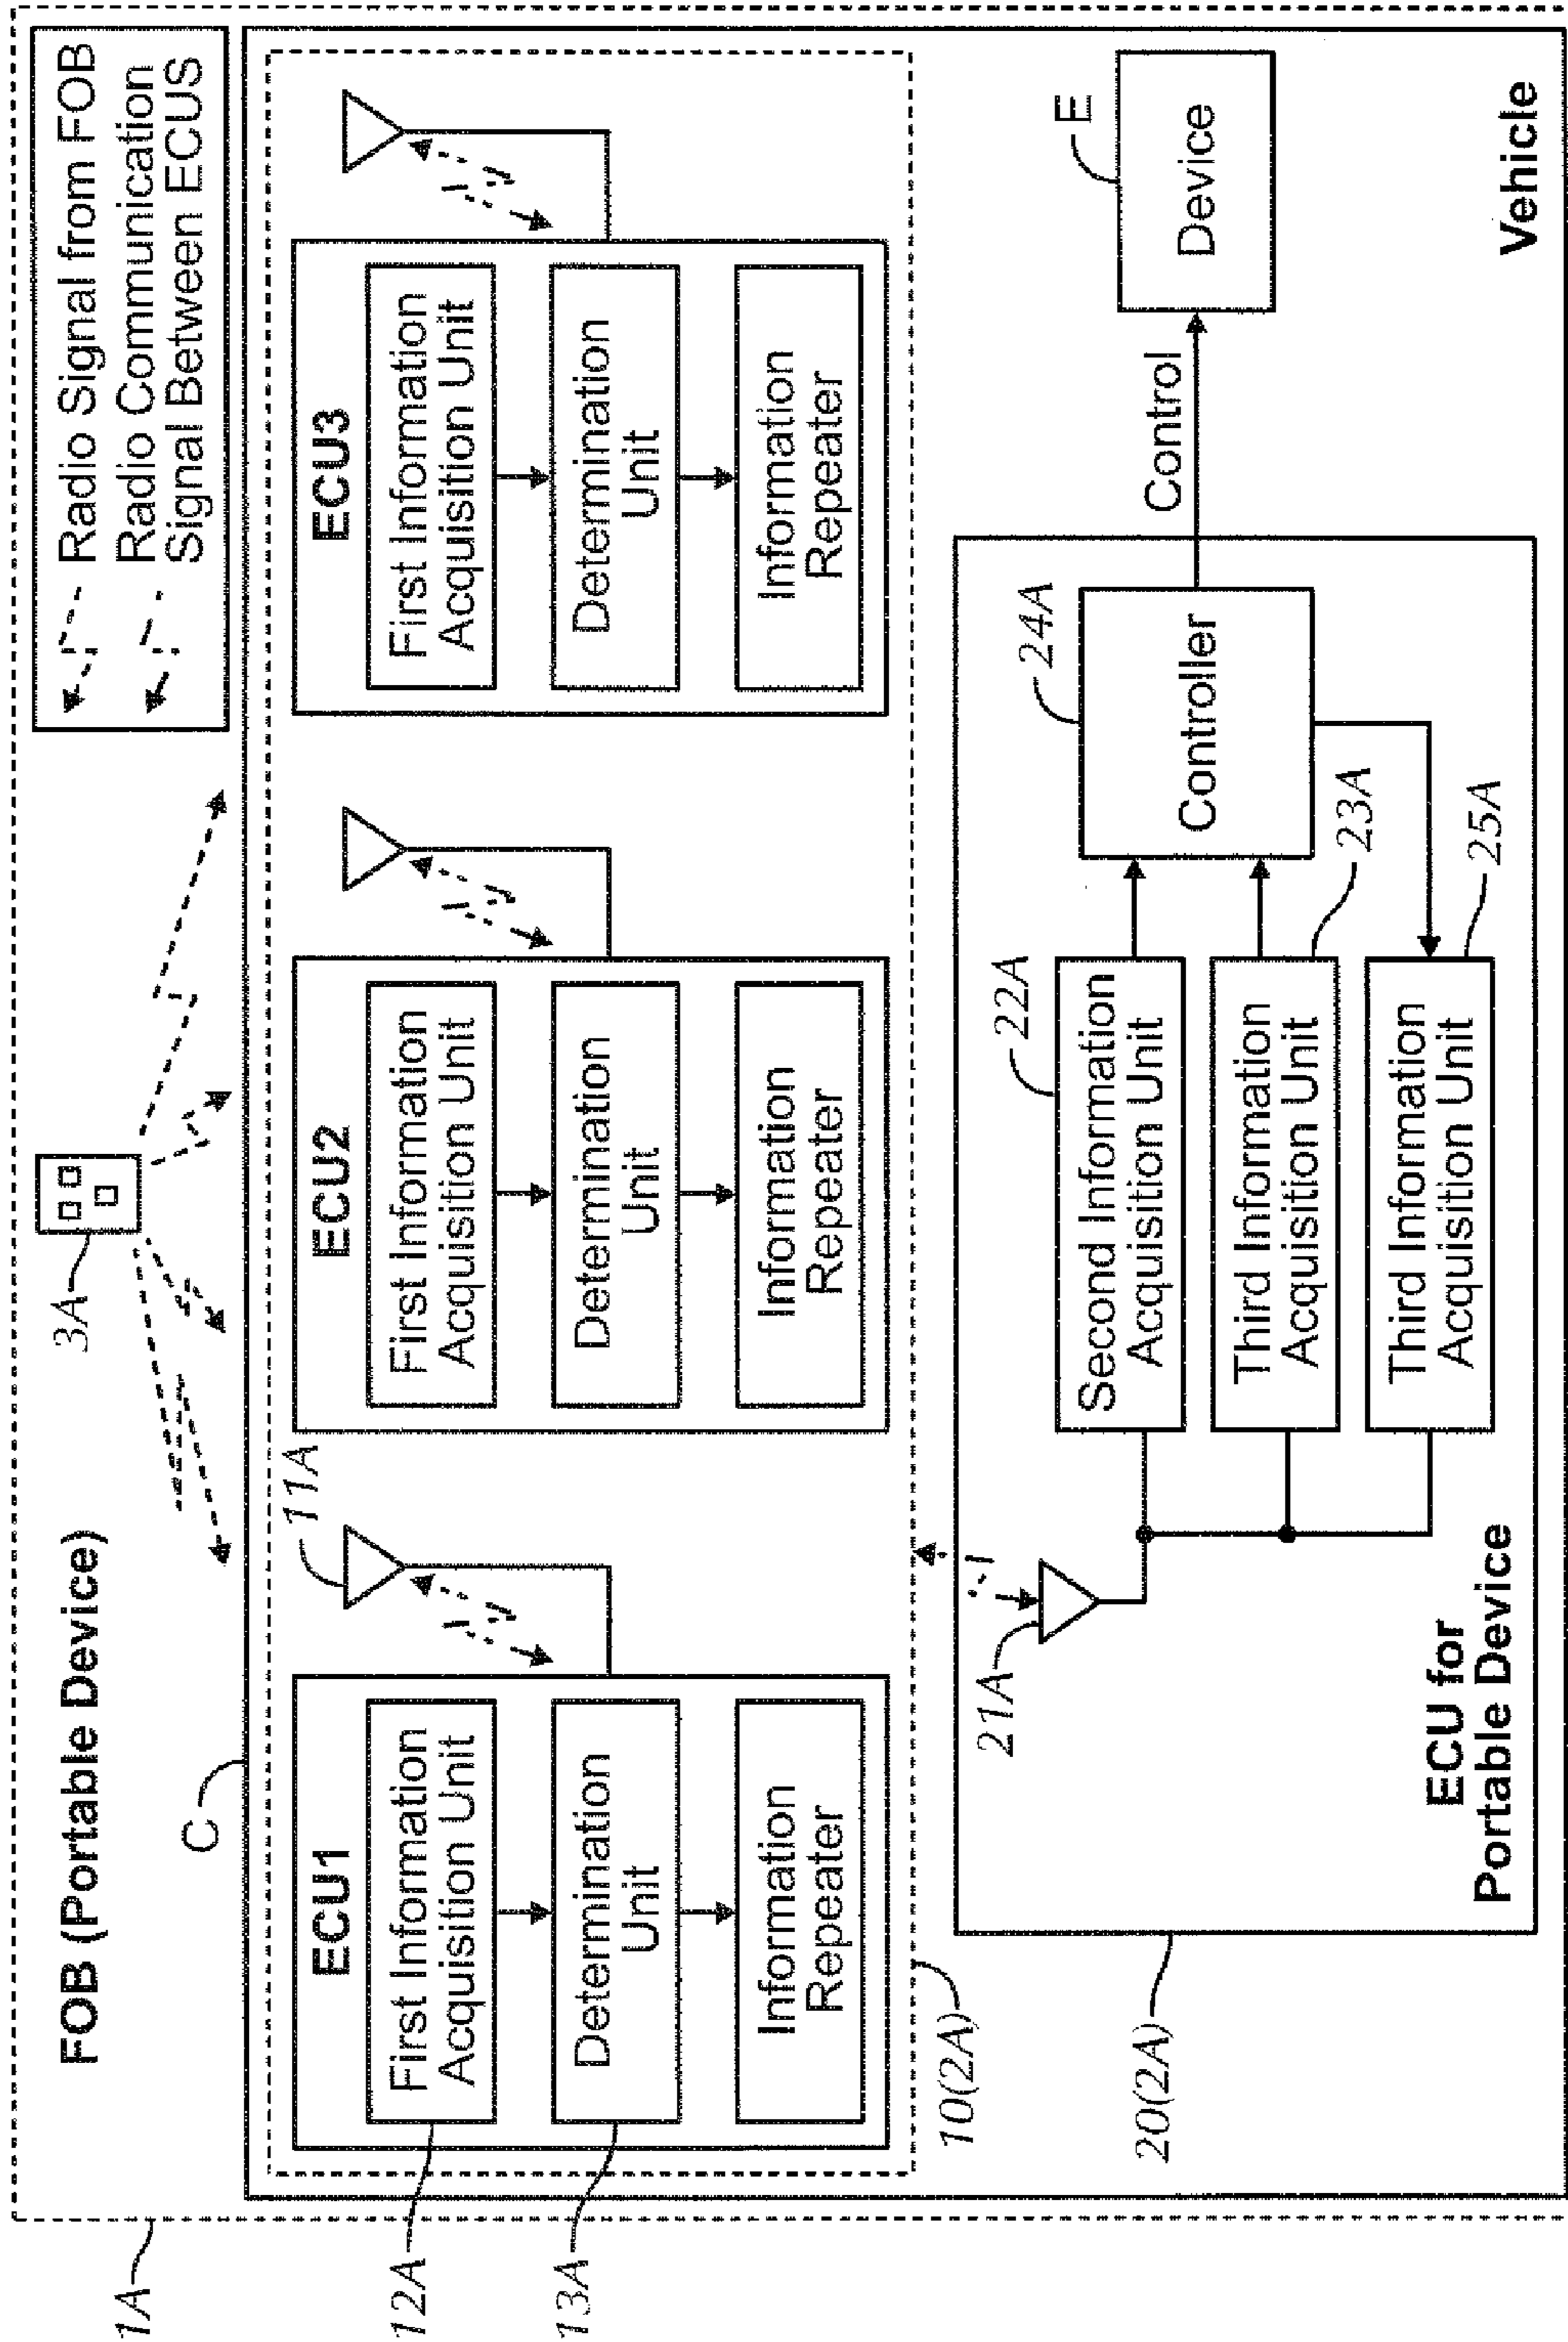 1A
FOB (Portable Device)
3A
Radio Signal from FOB
Radio Communication
Signal Between ECUS
C
11A
ECU1
First Information
Acquisition Unit
Determination
Unit
Information
Repeater
12A
13A
ECU2
First Information
Acquisition Unit
Determination
Unit
Information
Repeater
ECU3
First Information
Acquisition Unit
Determination
Unit
Information
Repeater
10(2A)
20(2A)
21A
22A
Second Information
Acquisition Unit
Third Information
Acquisition Unit
23A
Third Information
Acquisition Unit
25A
24A
Controller
Control
E
Device
ECU for
Portable Device
Vehicle